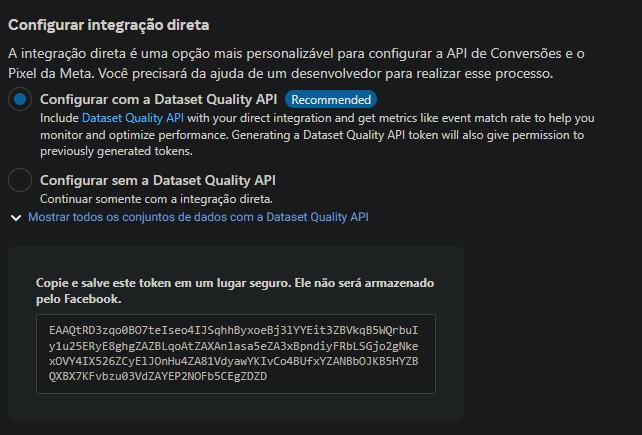 Configurar integração direta
A integração direta é uma opção mais personalizável para configurar a API de Conversões e o
Pixel da Meta. Você precisará da ajuda de um desenvolvedor para realizar esse processo.
Configurar com a Dataset Quality API Recommended
Include Dataset Quality API with your direct integration and get metrics like event match rate to help you
monitor and optimize performance. Generating a Dataset Quality API token will also give permission to
previously generated tokens.
Configurar sem a Dataset Quality API
Continuar somente com a integração direta.
Mostrar todos os conjuntos de dados com a Dataset Quality API
Copie e salve este token em um lugar seguro. Ele não será armazenado
pelo Facebook.
EAAQtRD3zqo0BO7teIseo4IJSqhhByxoeBj3lYYEit3ZBVkqB5WQrbuI
y1u25ERyE8ghgZAZBLqoAtZAXAnlasa5eZA3xBpndiyFRbLSGjo2gNke
xOVY4IX526ZCyElJOnHu4ZA81VdyawYKIvCo4BUfxYZANBbOJKB5HYZB
QXBX7KFvbzu03VdZAYEP2NOFb5CEgZDZD